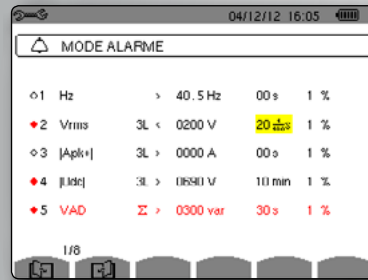 04/12/12 16:05
MODE ALARME
1 Hz > 40.5 Hz 00 s 1 %
2 Vrms 3L < 0200 V 20 s 1 %
3 |Apk+| 3L > 0000 A 00 s 1 %
4 |Udc| 3L > 0690 V 10 min 1 %
5 VAD Σ > 0300 var 30 s 1 %
1/8